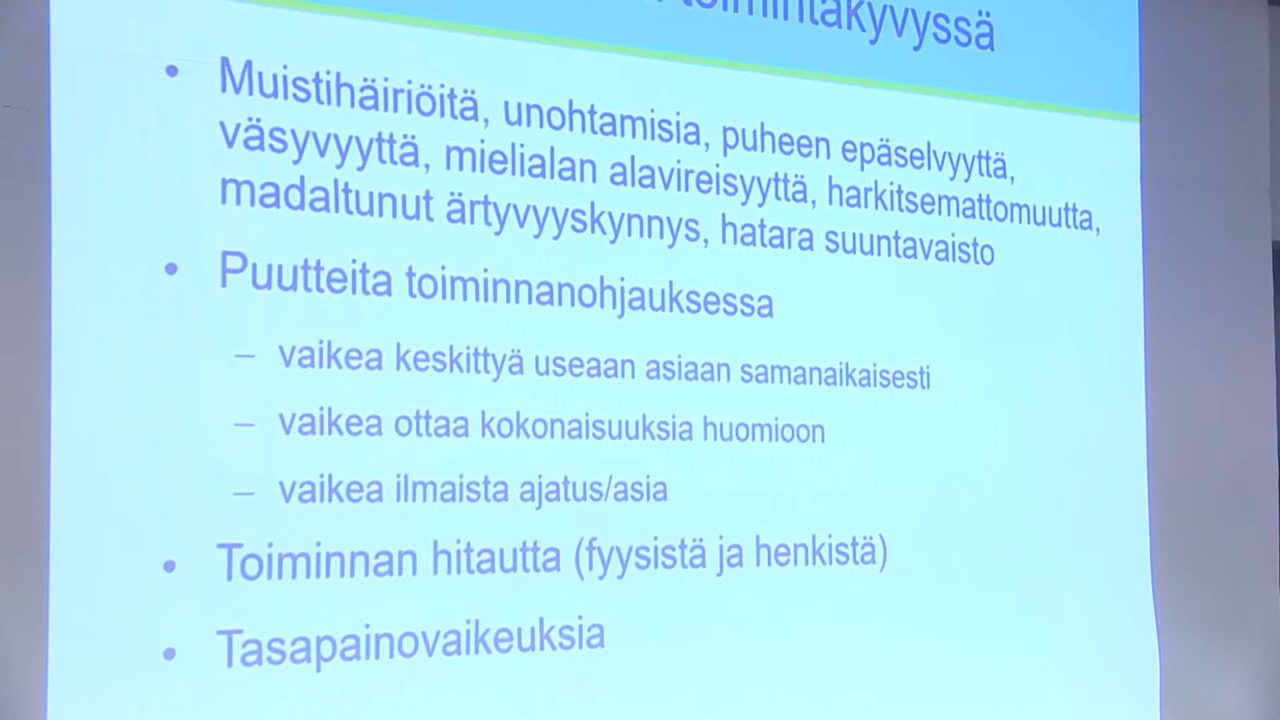 toimintakyvyssä
• Muistihäiriöitä, unohtamisia, puheen epäselvyyttä,
väsyvyyttä, mielialan alavireisyyttä, harkitsemattomuutta,
madaltunut ärtyvyyskynnys, hatara suuntavaisto
• Puutteita toiminnanohjauksessa
– vaikea keskittyä useaan asiaan samanaikaisesti
– vaikea ottaa kokonaisuuksia huomioon
– vaikea ilmaista ajatus/asia
• Toiminnan hitautta (fyysistä ja henkistä)
• Tasapainovaikeuksia